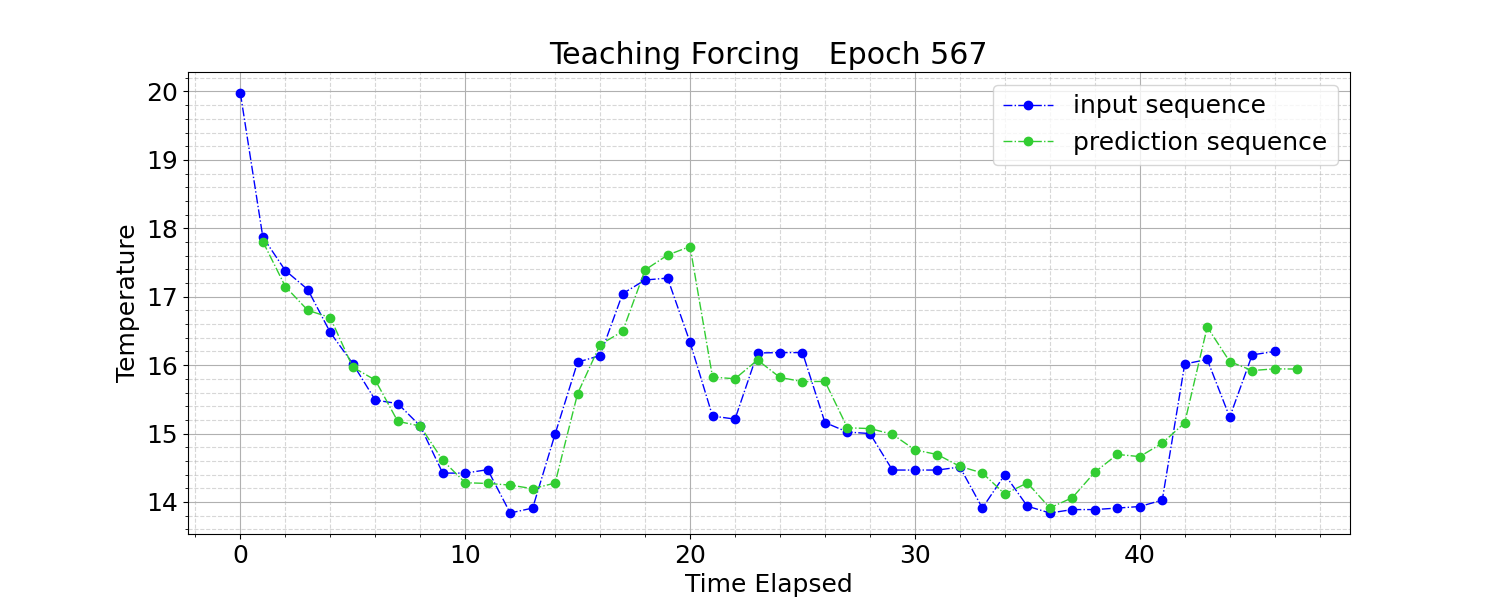 Teaching Forcing   Epoch 567
input sequence
prediction sequence
Temperature
20
19
18
17
16
15
14
0 10 20 30 40
Time Elapsed